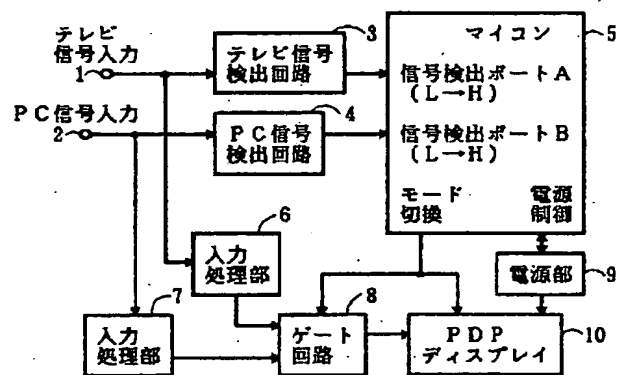 テレビ
信号入力
1
3
テレビ信号
検出回路
マイコン
5
信号検出ポートA
(L→H)
PC信号入力
2
4
PC信号
検出回路
信号検出ポートB
(L→H)
モード
切換
電源
制御
6
入力
処理部
電源部
9
7
入力
処理部
8
ゲート
回路
PDP
ディスプレイ
10